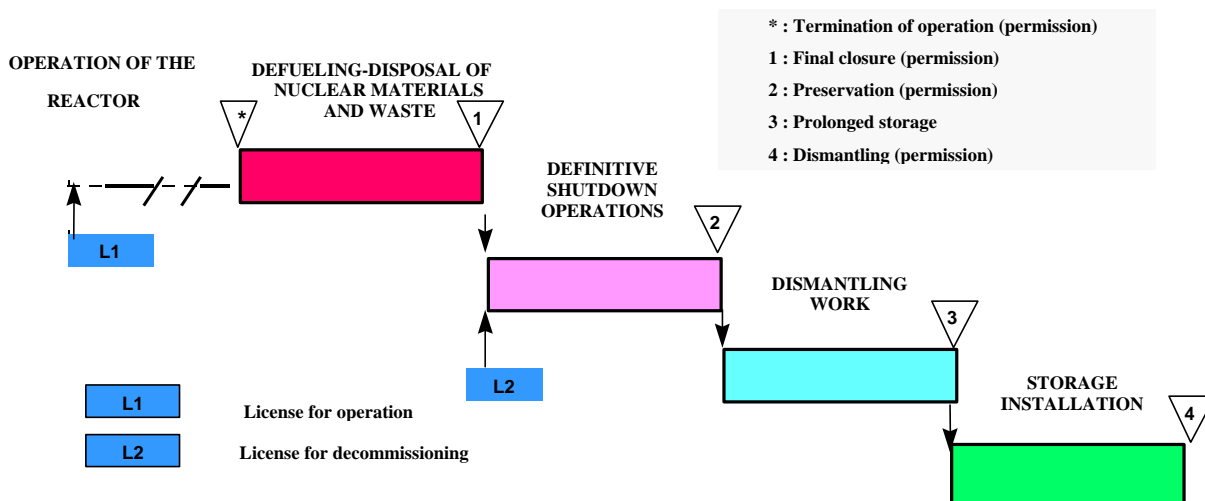 * : Termination of operation (permission)
1 : Final closure (permission)
2 : Preservation (permission)
3 : Prolonged storage
4 : Dismantling (permission)
OPERATION OF THE
REACTOR
DEFUELING-DISPOSAL OF
NUCLEAR MATERIALS
AND WASTE
*
1
L1
DEFINITIVE
SHUTDOWN
OPERATIONS
2
L2
DISMANTLING
WORK
3
STORAGE
INSTALLATION
4
L1
License for operation
L2
License for decommissioning